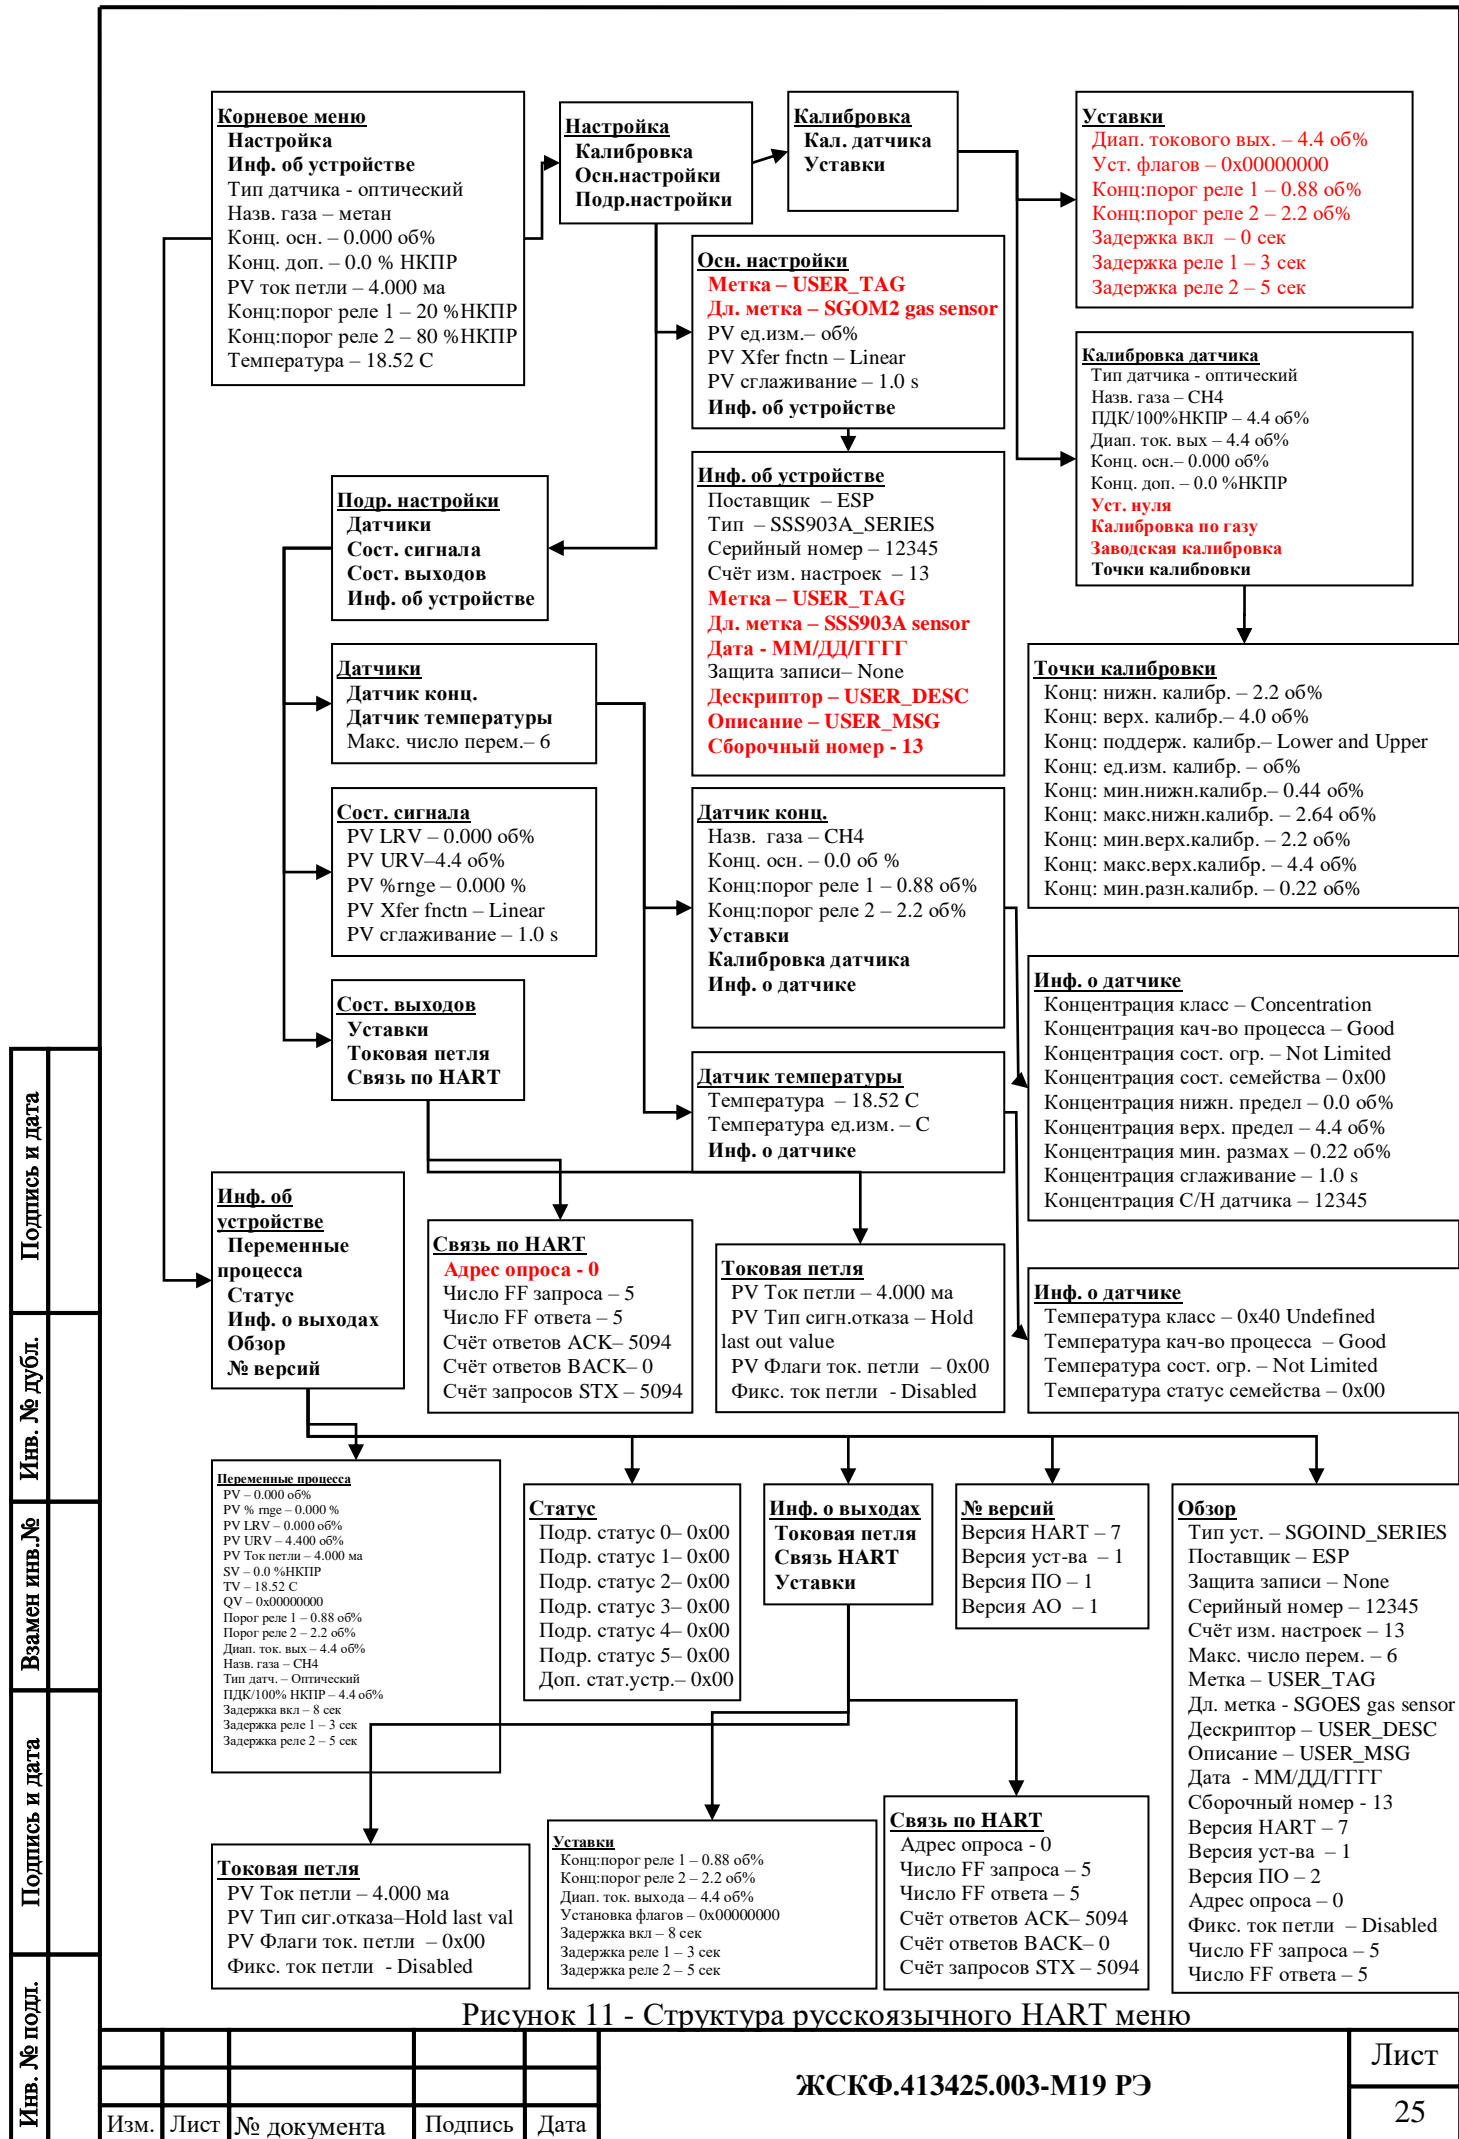 Корневое меню
Настройка
Инф. об устройстве
Тип датчика - оптический
Назв. газа – метан
Конц. осн. – 0.000 об%
Конц. доп. – 0.0 % НКПР
PV ток петли – 4.000 ма
Конц:порог реле 1 – 20 %НКПР
Конц:порог реле 2 – 80 %НКПР
Температура – 18.52 С
Настройка
Калибровка
Осн.настройки
Подр.настройки
Калибровка
Кал. датчика
Уставки
Уставки
Диап. токового вых. – 4.4 об%
Уст. флагов – 0x00000000
Конц:порог реле 1 – 0.88 об%
Конц:порог реле 2 – 2.2 об%
Задержка вкл – 0 сек
Задержка реле 1 – 3 сек
Задержка реле 2 – 5 сек
Осн. настройки
Метка – USER_TAG
Дл. метка – SGOM2 gas sensor
PV ед.изм.– об%
PV Xfer fnctn – Linear
PV сглаживание – 1.0 s
Инф. об устройстве
Калибровка датчика
Тип датчика - оптический
Назв. газа – CH4
ПДК/100%НКПР – 4.4 об%
Диап. ток. вых – 4.4 об%
Конц. осн.– 0.000 об%
Конц. доп. – 0.0 %НКПР
Уст. нуля
Калибровка по газу
Заводская калибровка
Точки калибровки
Инф. об устройстве
Поставщик – ESP
Тип – SSS903A_SERIES
Серийный номер – 12345
Счёт изм. настроек – 13
Метка – USER_TAG
Дл. метка – SSS903A sensor
Дата - ММ/ДД/ГГГГ
Защита записи– None
Дескриптор – USER_DESC
Описание – USER_MSG
Сборочный номер - 13
Подр. настройки
Датчики
Сост. сигнала
Сост. выходов
Инф. об устройстве
Датчики
Датчик конц.
Датчик температуры
Макс. число перем.– 6
Точки калибровки
Конц: нижн. калибр. – 2.2 об%
Конц: верх. калибр.– 4.0 об%
Конц: поддерж. калибр.– Lower and Upper
Конц: ед.изм. калибр. – об%
Конц: мин.нижн.калибр.– 0.44 об%
Конц: макс.нижн.калибр. – 2.64 об%
Конц: мин.верх.калибр. – 2.2 об%
Конц: макс.верх.калибр. – 4.4 об%
Конц: мин.разн.калибр. – 0.22 об%
Сост. сигнала
PV LRV – 0.000 об%
PV URV–4.4 об%
PV %rnge – 0.000 %
PV Xfer fnctn – Linear
PV сглаживание – 1.0 s
Датчик конц.
Назв. газа – CH4
Конц. осн. – 0.0 об %
Конц:порог реле 1 – 0.88 об%
Конц:порог реле 2 – 2.2 об%
Уставки
Калибровка датчика
Инф. о датчике
Сост. выходов
Уставки
Токовая петля
Связь по HART
Инф. о датчике
Концентрация класс – Concentration
Концентрация кач-во процесса – Good
Концентрация сост. огр. – Not Limited
Концентрация сост. семейства – 0x00
Концентрация нижн. предел – 0.0 об%
Концентрация верх. предел – 4.4 об%
Концентрация мин. размах – 0.22 об%
Концентрация сглаживание – 1.0 s
Концентрация С/Н датчика – 12345
Датчик температуры
Температура – 18.52 С
Температура ед.изм. – С
Инф. о датчике
Инф. об
устройстве
Переменные
процесса
Статус
Инф. о выходах
Обзор
№ версий
Связь по HART
Адрес опроса - 0
Число FF запроса – 5
Число FF ответа – 5
Счёт ответов ACK– 5094
Счёт ответов BACK– 0
Счёт запросов STX – 5094
Токовая петля
PV Ток петли – 4.000 ма
PV Тип сигн.отказа – Hold
last out value
PV Флаги ток. петли – 0x00
Фикс. ток петли - Disabled
Инф. о датчике
Температура класс – 0x40 Undefined
Температура кач-во процесса – Good
Температура сост. огр. – Not Limited
Температура статус семейства – 0x00
Переменные процесса
PV – 0.000 об%
PV % rnge – 0.000 %
PV LRV – 0.000 об%
PV URV – 4.400 об%
PV Ток петли – 4.000 ма
SV – 0.0 %НКПР
TV – 18.52 С
QV – 0x00000000
Порог реле 1 – 0.88 об%
Порог реле 2 – 2.2 об%
Диап. ток. вых – 4.4 об%
Назв. газа – CH4
Тип датч. – Оптический
ПДК/100% НКПР – 4.4 об%
Задержка вкл – 8 сек
Задержка реле 1 – 3 сек
Задержка реле 2 – 5 сек
Статус
Подр. статус 0– 0x00
Подр. статус 1– 0x00
Подр. статус 2– 0x00
Подр. статус 3– 0x00
Подр. статус 4– 0x00
Подр. статус 5– 0x00
Доп. стат.устр.– 0x00
Инф. о выходах
Токовая петля
Связь HART
Уставки
№ версий
Версия HART – 7
Версия уст-ва – 1
Версия ПО – 1
Версия АО – 1
Обзор
Тип уст. – SGOIND_SERIES
Поставщик – ESP
Защита записи – None
Серийный номер – 12345
Счёт изм. настроек – 13
Макс. число перем. – 6
Метка – USER_TAG
Дл. метка - SGOES gas sensor
Дескриптор – USER_DESC
Описание – USER_MSG
Дата - ММ/ДД/ГГГГ
Сборочный номер - 13
Версия HART – 7
Версия уст-ва – 1
Версия ПО – 2
Адрес опроса – 0
Фикс. ток петли – Disabled
Число FF запроса – 5
Число FF ответа – 5
Токовая петля
PV Ток петли – 4.000 ма
PV Тип сиг.отказа–Hold last val
PV Флаги ток. петли – 0x00
Фикс. ток петли - Disabled
Уставки
Конц:порог реле 1 – 0.88 об%
Конц:порог реле 2 – 2.2 об%
Диап. ток. выхода – 4.4 об%
Установка флагов – 0x00000000
Задержка вкл – 8 сек
Задержка реле 1 – 3 сек
Задержка реле 2 – 5 сек
Связь по HART
Адрес опроса - 0
Число FF запроса – 5
Число FF ответа – 5
Счёт ответов ACK– 5094
Счёт ответов BACK– 0
Счёт запросов STX – 5094
Рисунок 11 - Структура русскоязычного HART меню
Подпись и дата
Инв. № дубл.
Взамен инв.№
Подпись и дата
Инв. № подл.
Изм. Лист № документа Подпись Дата
ЖСКФ.413425.003-М19 РЭ
Лист
25